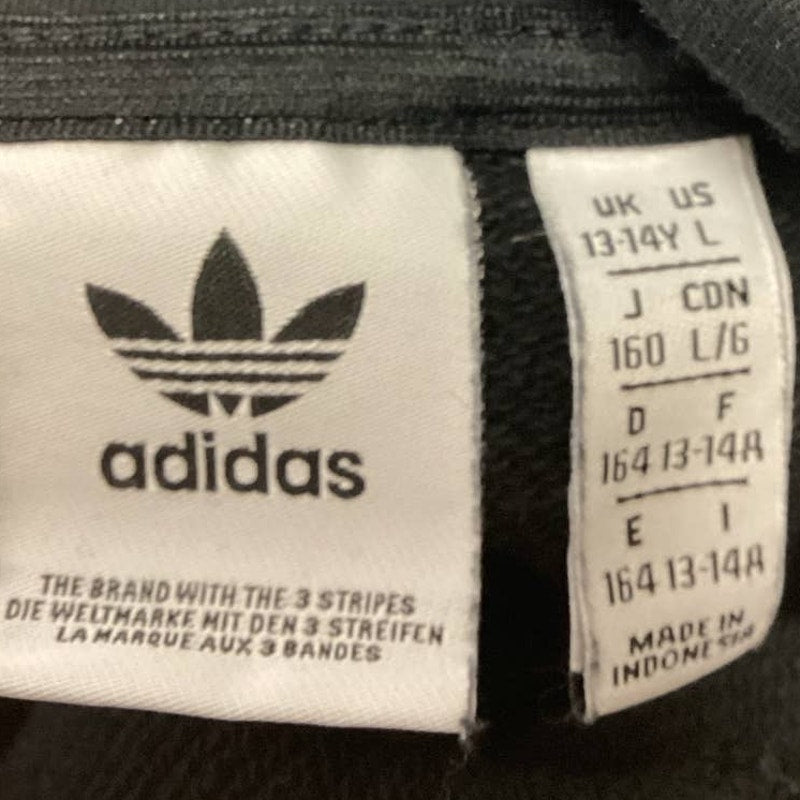 adidas
THE BRAND WITH THE 3 STRIPES
DIE WELTMARKE MIT DEN 3 STREIFEN
LA MARQUE AUX 3 BANDES
UK US
13-14Y L
J CDN
160 L/G
D F
164 13-14A
E I
164 13-14A
MADE IN
INDONESIA